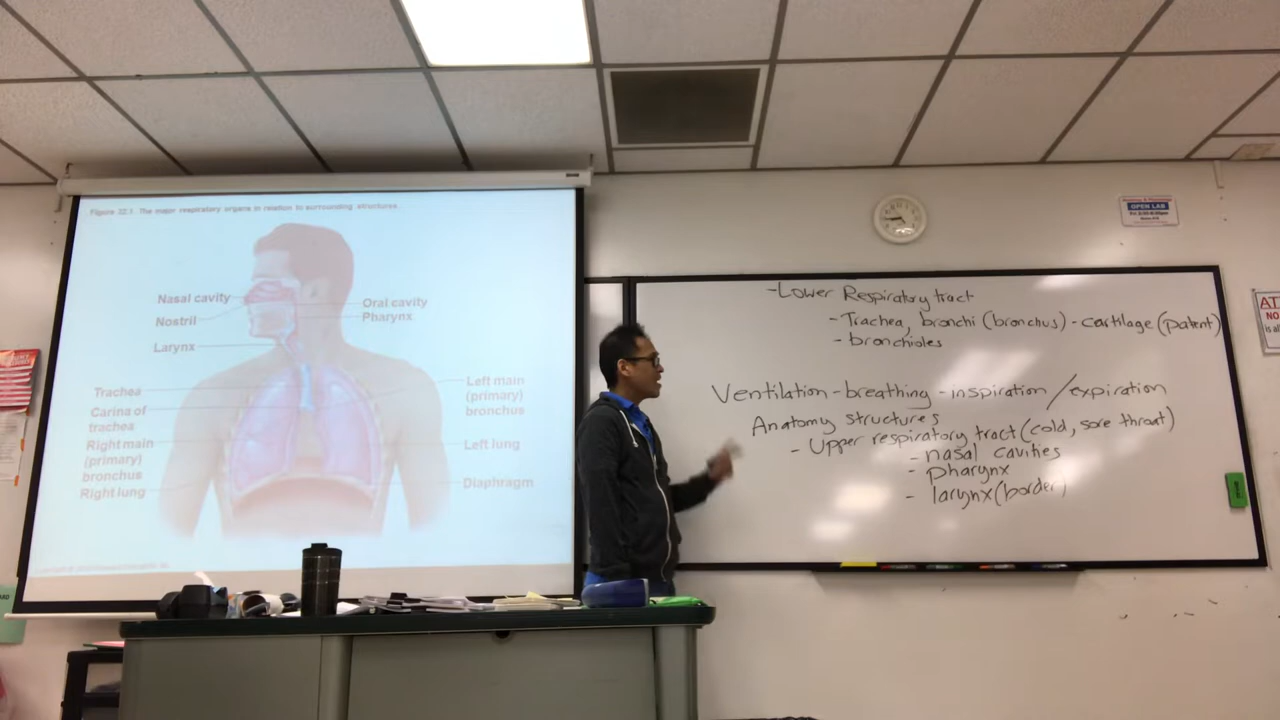 Figure 22.1 The major respiratory organs in relation to surrounding structures.
Nasal cavity
Nostril
Larynx
Trachea
Carina of
trachea
Right main
(primary)
bronchus
Right lung
Oral cavity
Pharynx
Left main
(primary)
bronchus
Left lung
Diaphragm
-Lower Respiratory tract
-Trachea, bronchi (bronchus) - cartilage (patent)
- bronchioles
Ventilation - breathing - inspiration / expiration
Anatomy structures
- Upper respiratory tract (cold, sore throat)
- nasal cavities
- pharynx
- larynx (border)
OPEN LAB
AT
NO